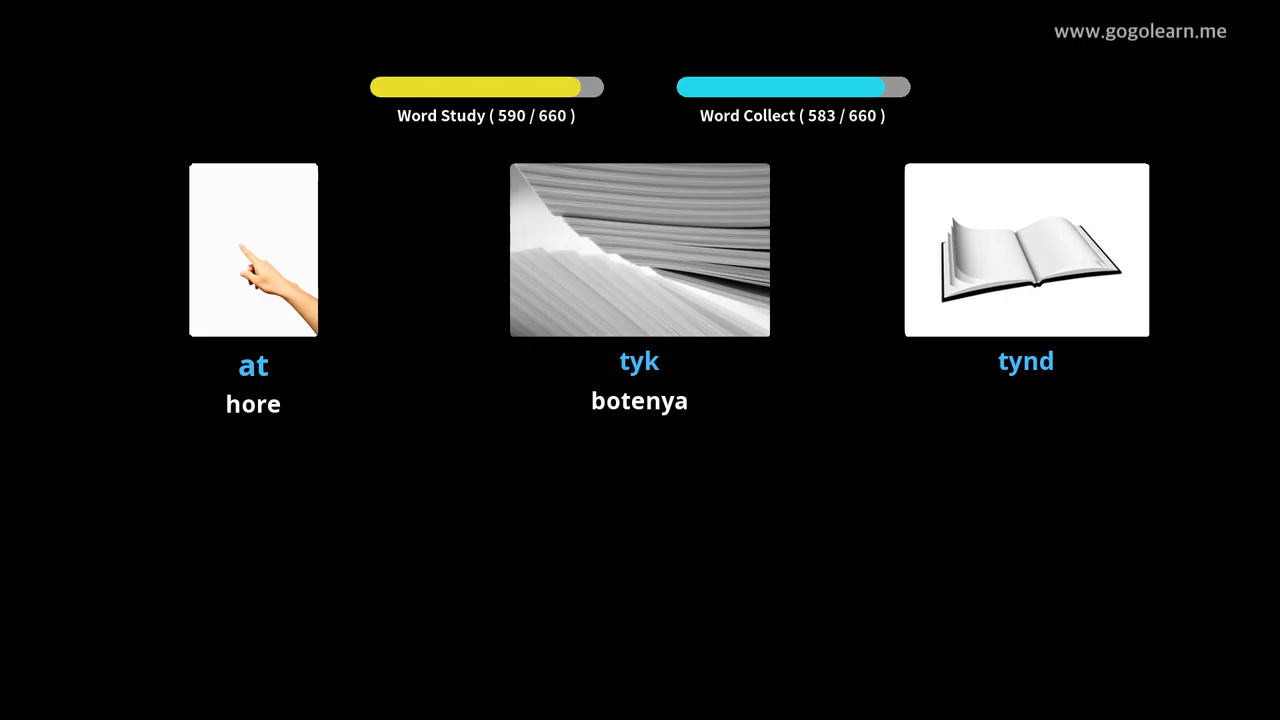 www.gogolearn.me
Word Study ( 590 / 660 )
Word Collect ( 583 / 660 )
at
tyk
tynd
hore
botenya